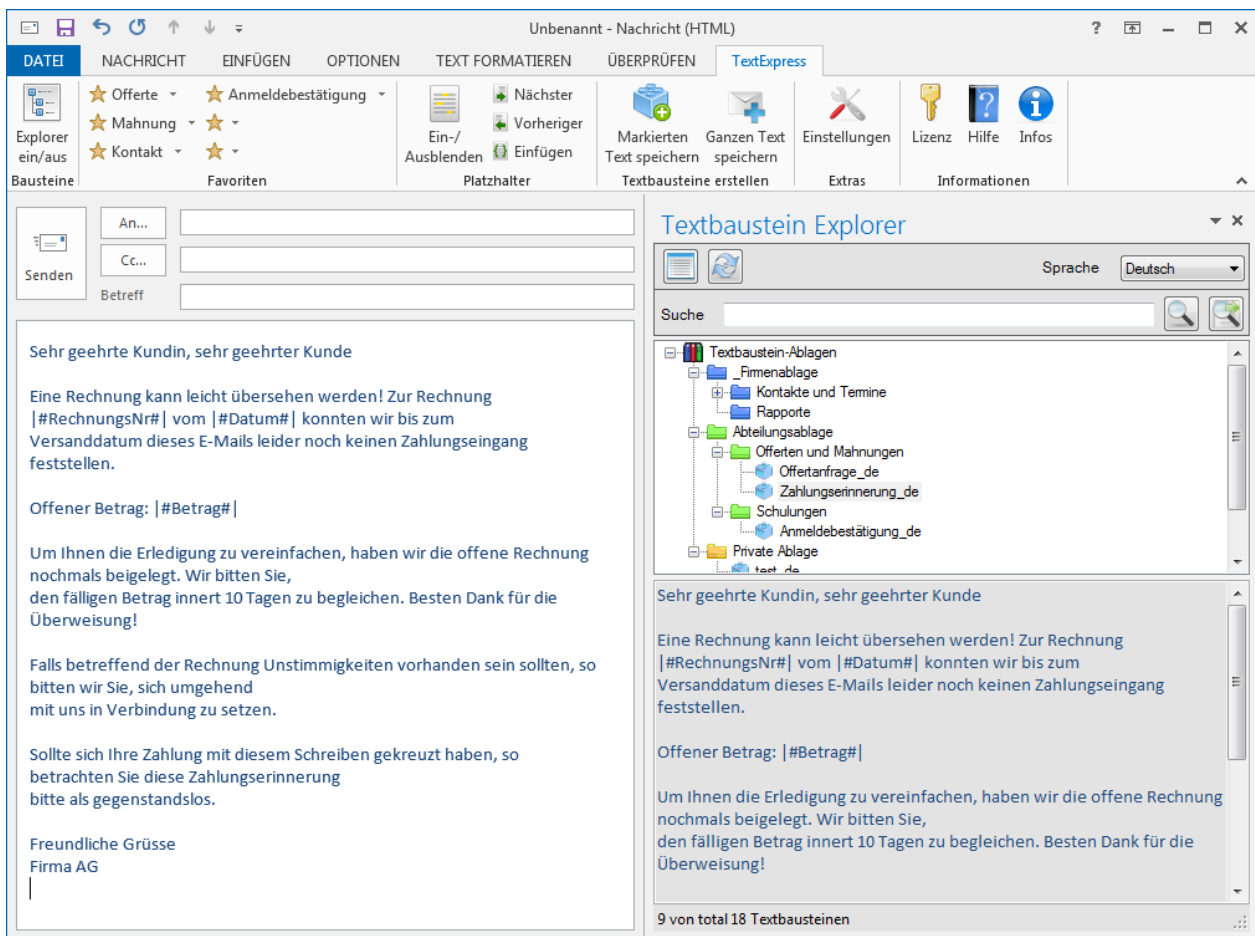 Unbenannt - Nachricht (HTML)
DATEI NACHRICHT EINFÜGEN OPTIONEN TEXT FORMATIEREN ÜBERPRÜFEN TextExpress
Explorer ein/aus
Bausteine
Offerte
Mahnung
Kontakt
Anmeldebestätigung
Favoriten
Ein-/
Ausblenden
Nächster
Vorheriger
Einfügen
Platzhalter
Markierten
Text speichern
Ganzen Text
speichern
Textbausteine erstellen
Einstellungen
Extras
Lizenz Hilfe Infos
Informationen
Senden
An...
Cc...
Betreff
Sehr geehrte Kundin, sehr geehrter Kunde
Eine Rechnung kann leicht übersehen werden! Zur Rechnung
|#RechnungsNr#| vom |#Datum#| konnten wir bis zum
Versanddatum dieses E-Mails leider noch keinen Zahlungseingang
feststellen.
Offener Betrag: |#Betrag#|
Um Ihnen die Erledigung zu vereinfachen, haben wir die offene Rechnung
nochmals beigelegt. Wir bitten Sie,
den fälligen Betrag innert 10 Tagen zu begleichen. Besten Dank für die
Überweisung!
Falls betreffend der Rechnung Unstimmigkeiten vorhanden sein sollten, so
bitten wir Sie, sich umgehend
mit uns in Verbindung zu setzen.
Sollte sich Ihre Zahlung mit diesem Schreiben gekreuzt haben, so
betrachten Sie diese Zahlungserinnerung
bitte als gegenstandslos.
Freundliche Grüsse
Firma AG
Textbaustein Explorer
Sprache Deutsch
Suche
Textbaustein-Ablagen
_Firmenablage
Kontakte und Termine
Rapporte
Abteilungsablage
Offerten und Mahnungen
Offertanfrage_de
Zahlungserinnerung_de
Schulungen
Anmeldebestätigung_de
Private Ablage
test_de
Sehr geehrte Kundin, sehr geehrter Kunde
Eine Rechnung kann leicht übersehen werden! Zur Rechnung
|#RechnungsNr#| vom |#Datum#| konnten wir bis zum
Versanddatum dieses E-Mails leider noch keinen Zahlungseingang
feststellen.
Offener Betrag: |#Betrag#|
Um Ihnen die Erledigung zu vereinfachen, haben wir die offene Rechnung
nochmals beigelegt. Wir bitten Sie,
den fälligen Betrag innert 10 Tagen zu begleichen. Besten Dank für die
Überweisung!
9 von total 18 Textbausteinen